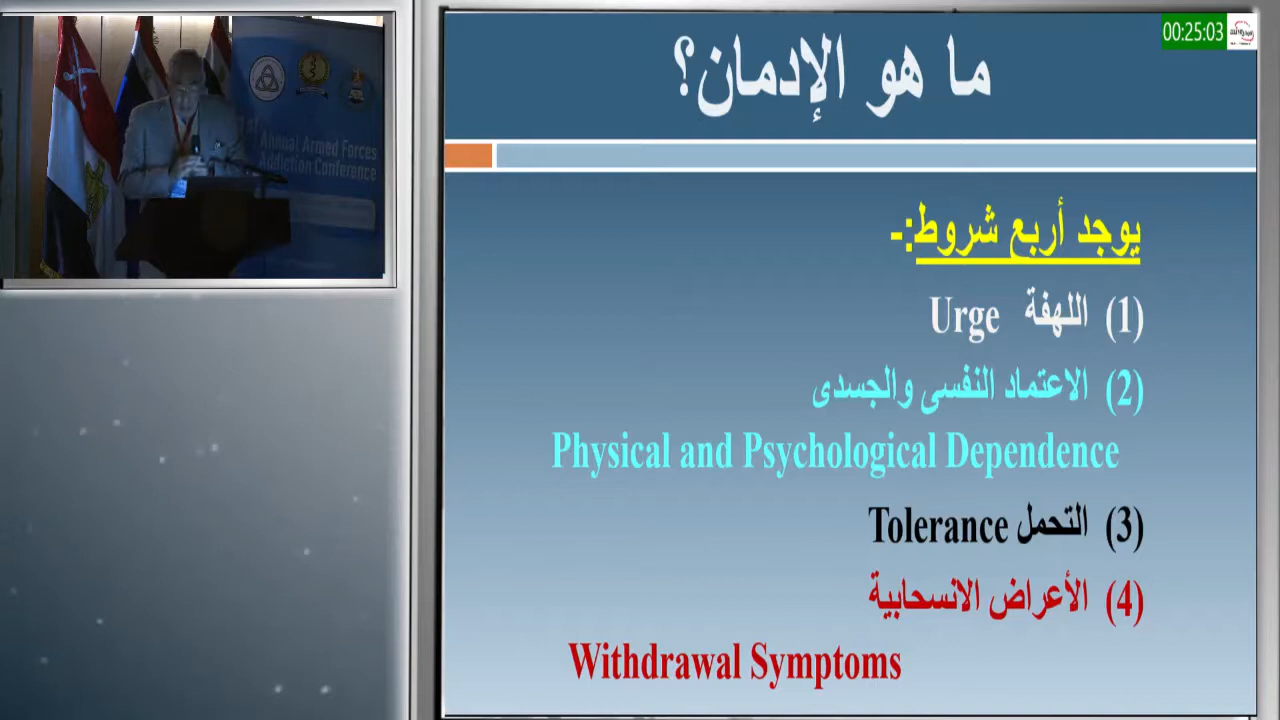 ما هو الإدمان؟
00:25:03
Annual Armed Forces
Addiction Conference
يوجد أربع شروط:-
(1) اللهفة Urge
(2) الاعتماد النفسى والجسدى
Physical and Psychological Dependence
(3) التحمل Tolerance
(4) الأعراض الانسحابية
Withdrawal Symptoms